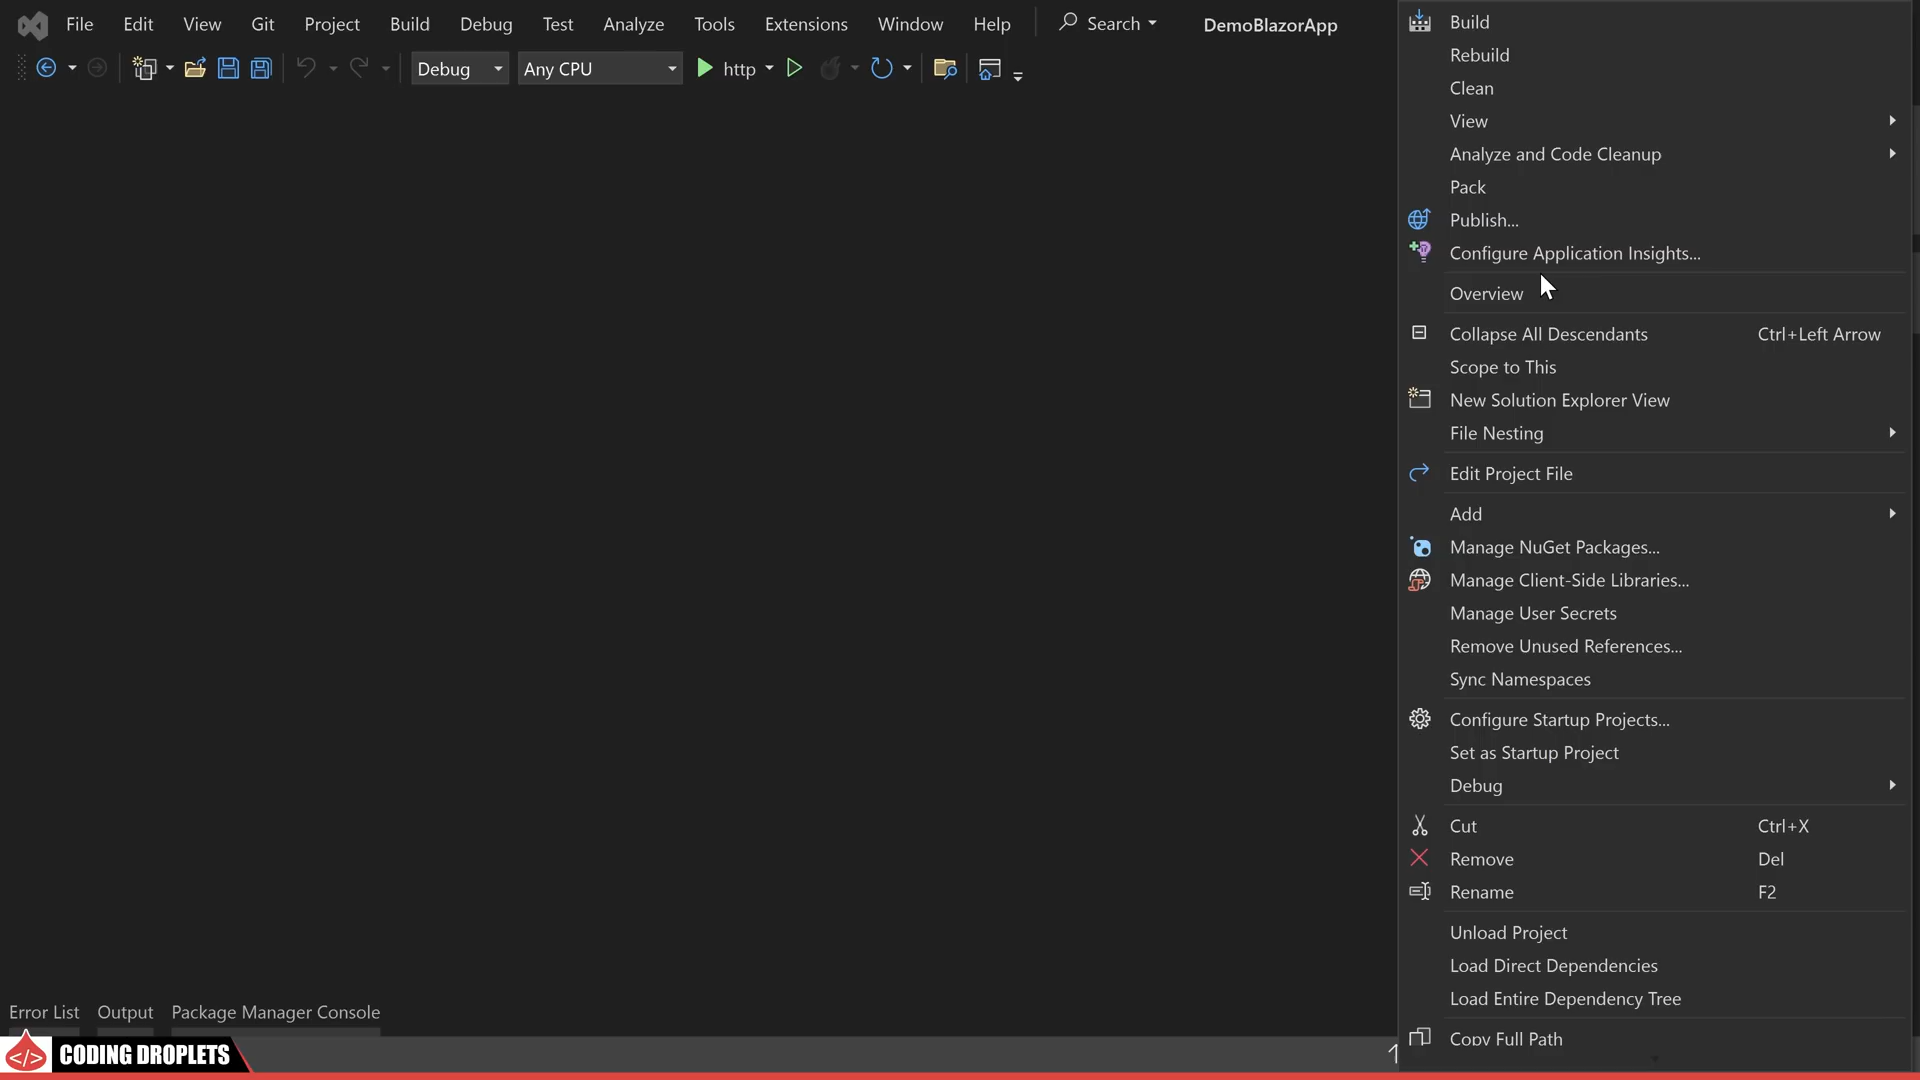 File Edit View Git Project Build Debug Test Analyze Tools Extensions Window Help Search DemoBlazorApp
Debug Any CPU http
Build
Rebuild
Clean
View
Analyze and Code Cleanup
Pack
Publish...
Configure Application Insights...
Overview
Collapse All Descendants Ctrl+Left Arrow
Scope to This
New Solution Explorer View
File Nesting
Edit Project File
Add
Manage NuGet Packages...
Manage Client-Side Libraries...
Manage User Secrets
Remove Unused References...
Sync Namespaces
Configure Startup Projects...
Set as Startup Project
Debug
Cut Ctrl+X
Remove Del
Rename F2
Unload Project
Load Direct Dependencies
Load Entire Dependency Tree
Copy Full Path
Error List Output Package Manager Console
CODING DROPLETS